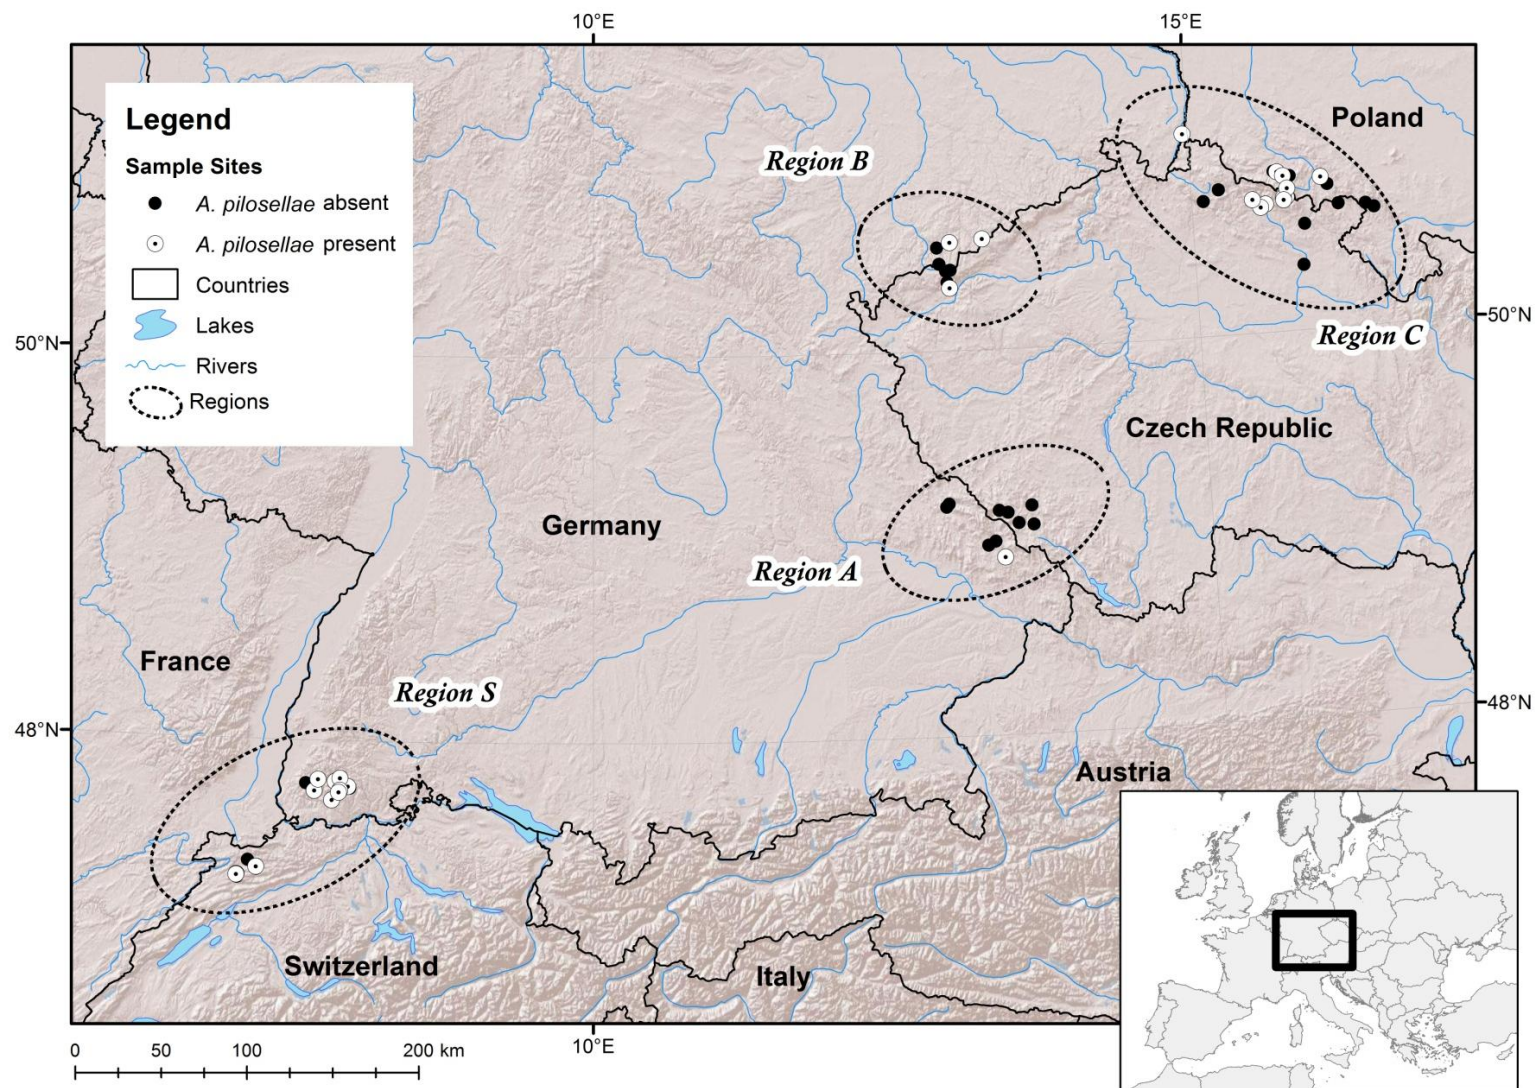 10°E
15°E
Legend
Sample Sites
A. pilosellae absent
A. pilosellae present
Countries
Lakes
Rivers
Regions
Poland
Region B
50°N
50°N
Region C
Czech Republic
Germany
Region A
France
Region S
48°N
48°N
Austria
Switzerland
Italy
0 50 100 200 km
10°E